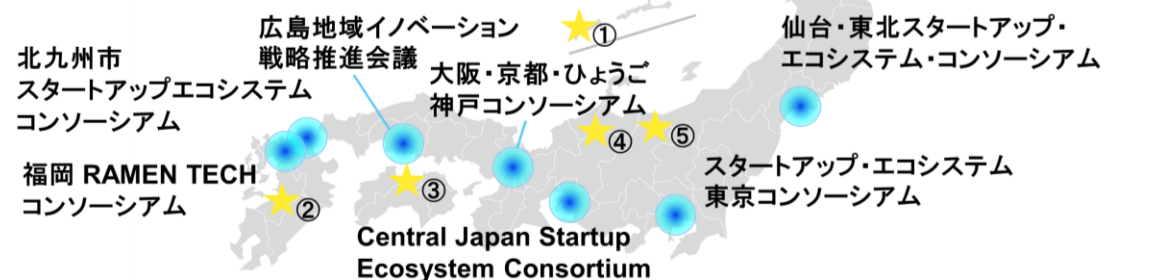 広島地域イノベーション
戦略推進会議
①
仙台・東北スタートアップ・
エコシステム・コンソーシアム
北九州市
スタートアップエコシステム
コンソーシアム
大阪・京都・ひょうご
神戸コンソーシアム
④
⑤
福岡 RAMEN TECH
コンソーシアム
②
③
スタートアップ・エコシステム
東京コンソーシアム
Central Japan Startup
Ecosystem Consortium